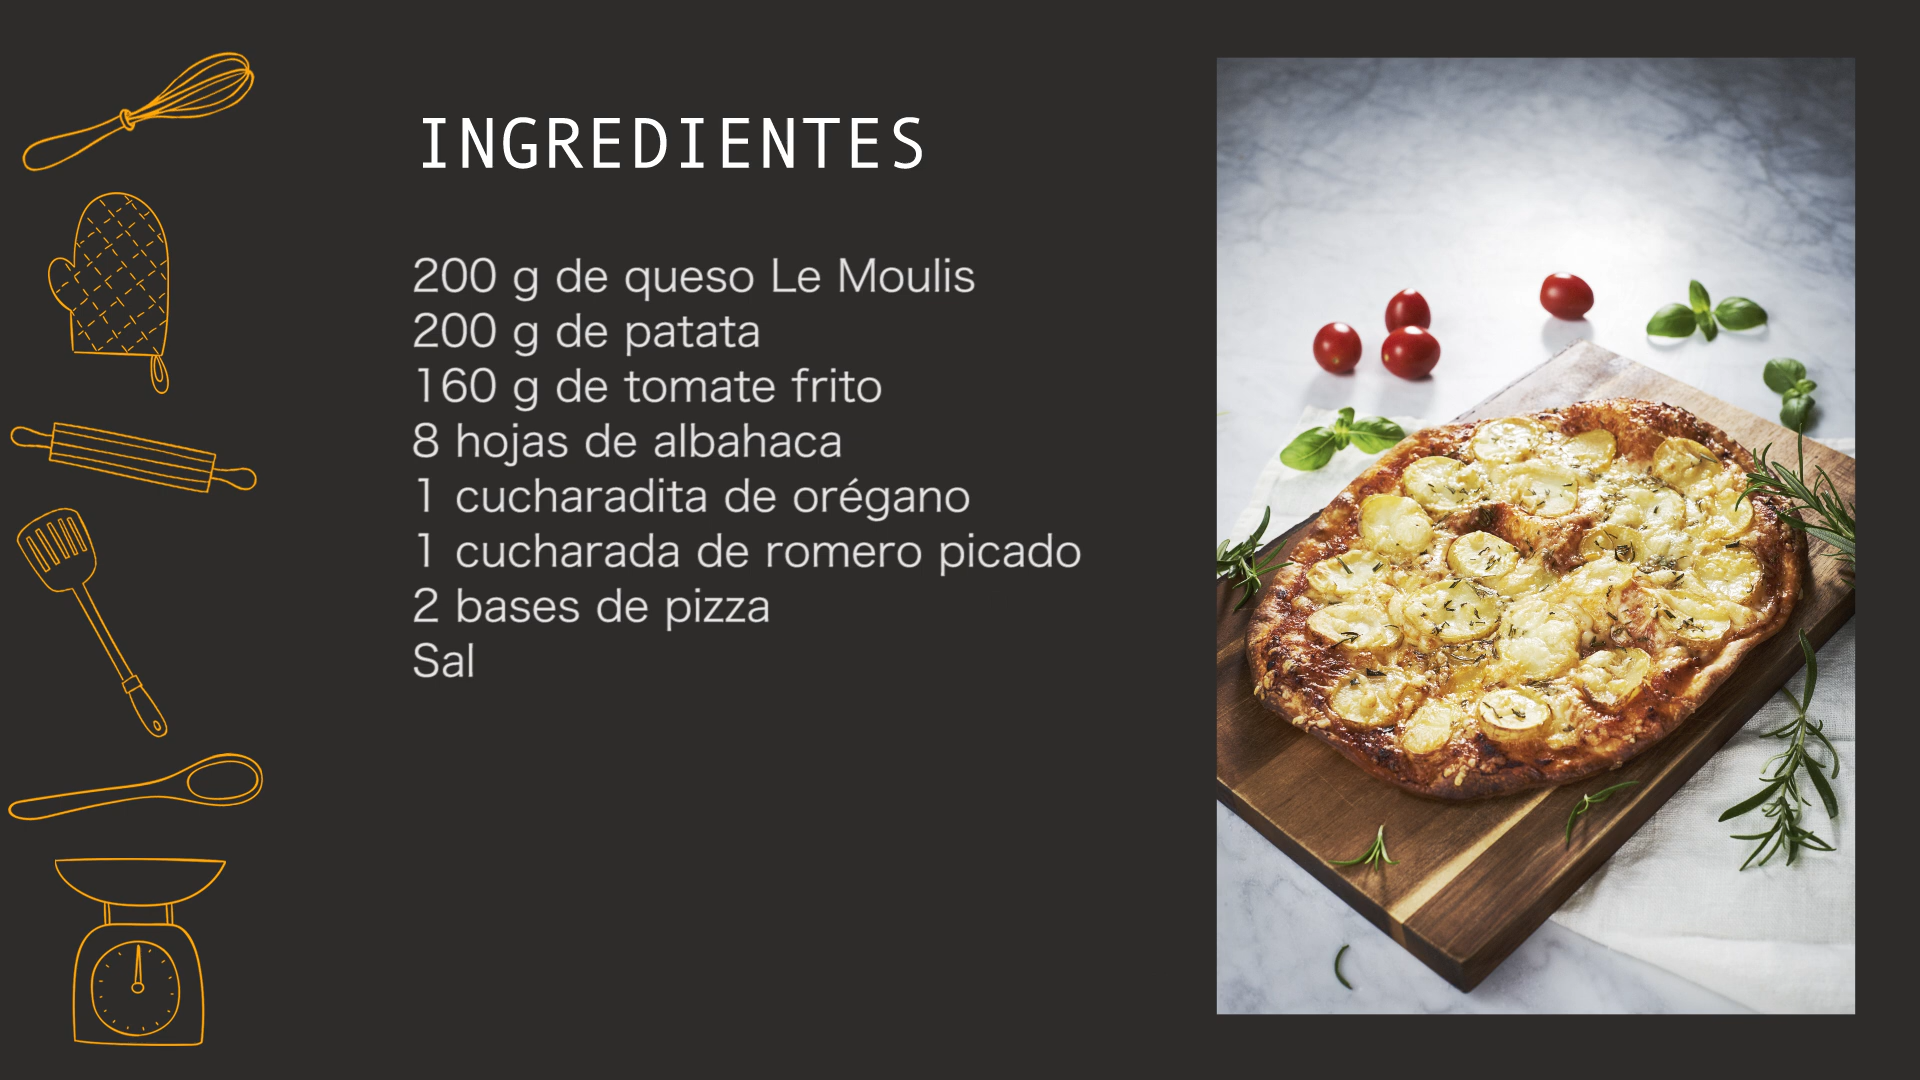 INGREDIENTES
200 g de queso Le Moulis
200 g de patata
160 g de tomate frito
8 hojas de albahaca
1 cucharadita de orégano
1 cucharada de romero picado
2 bases de pizza
Sal